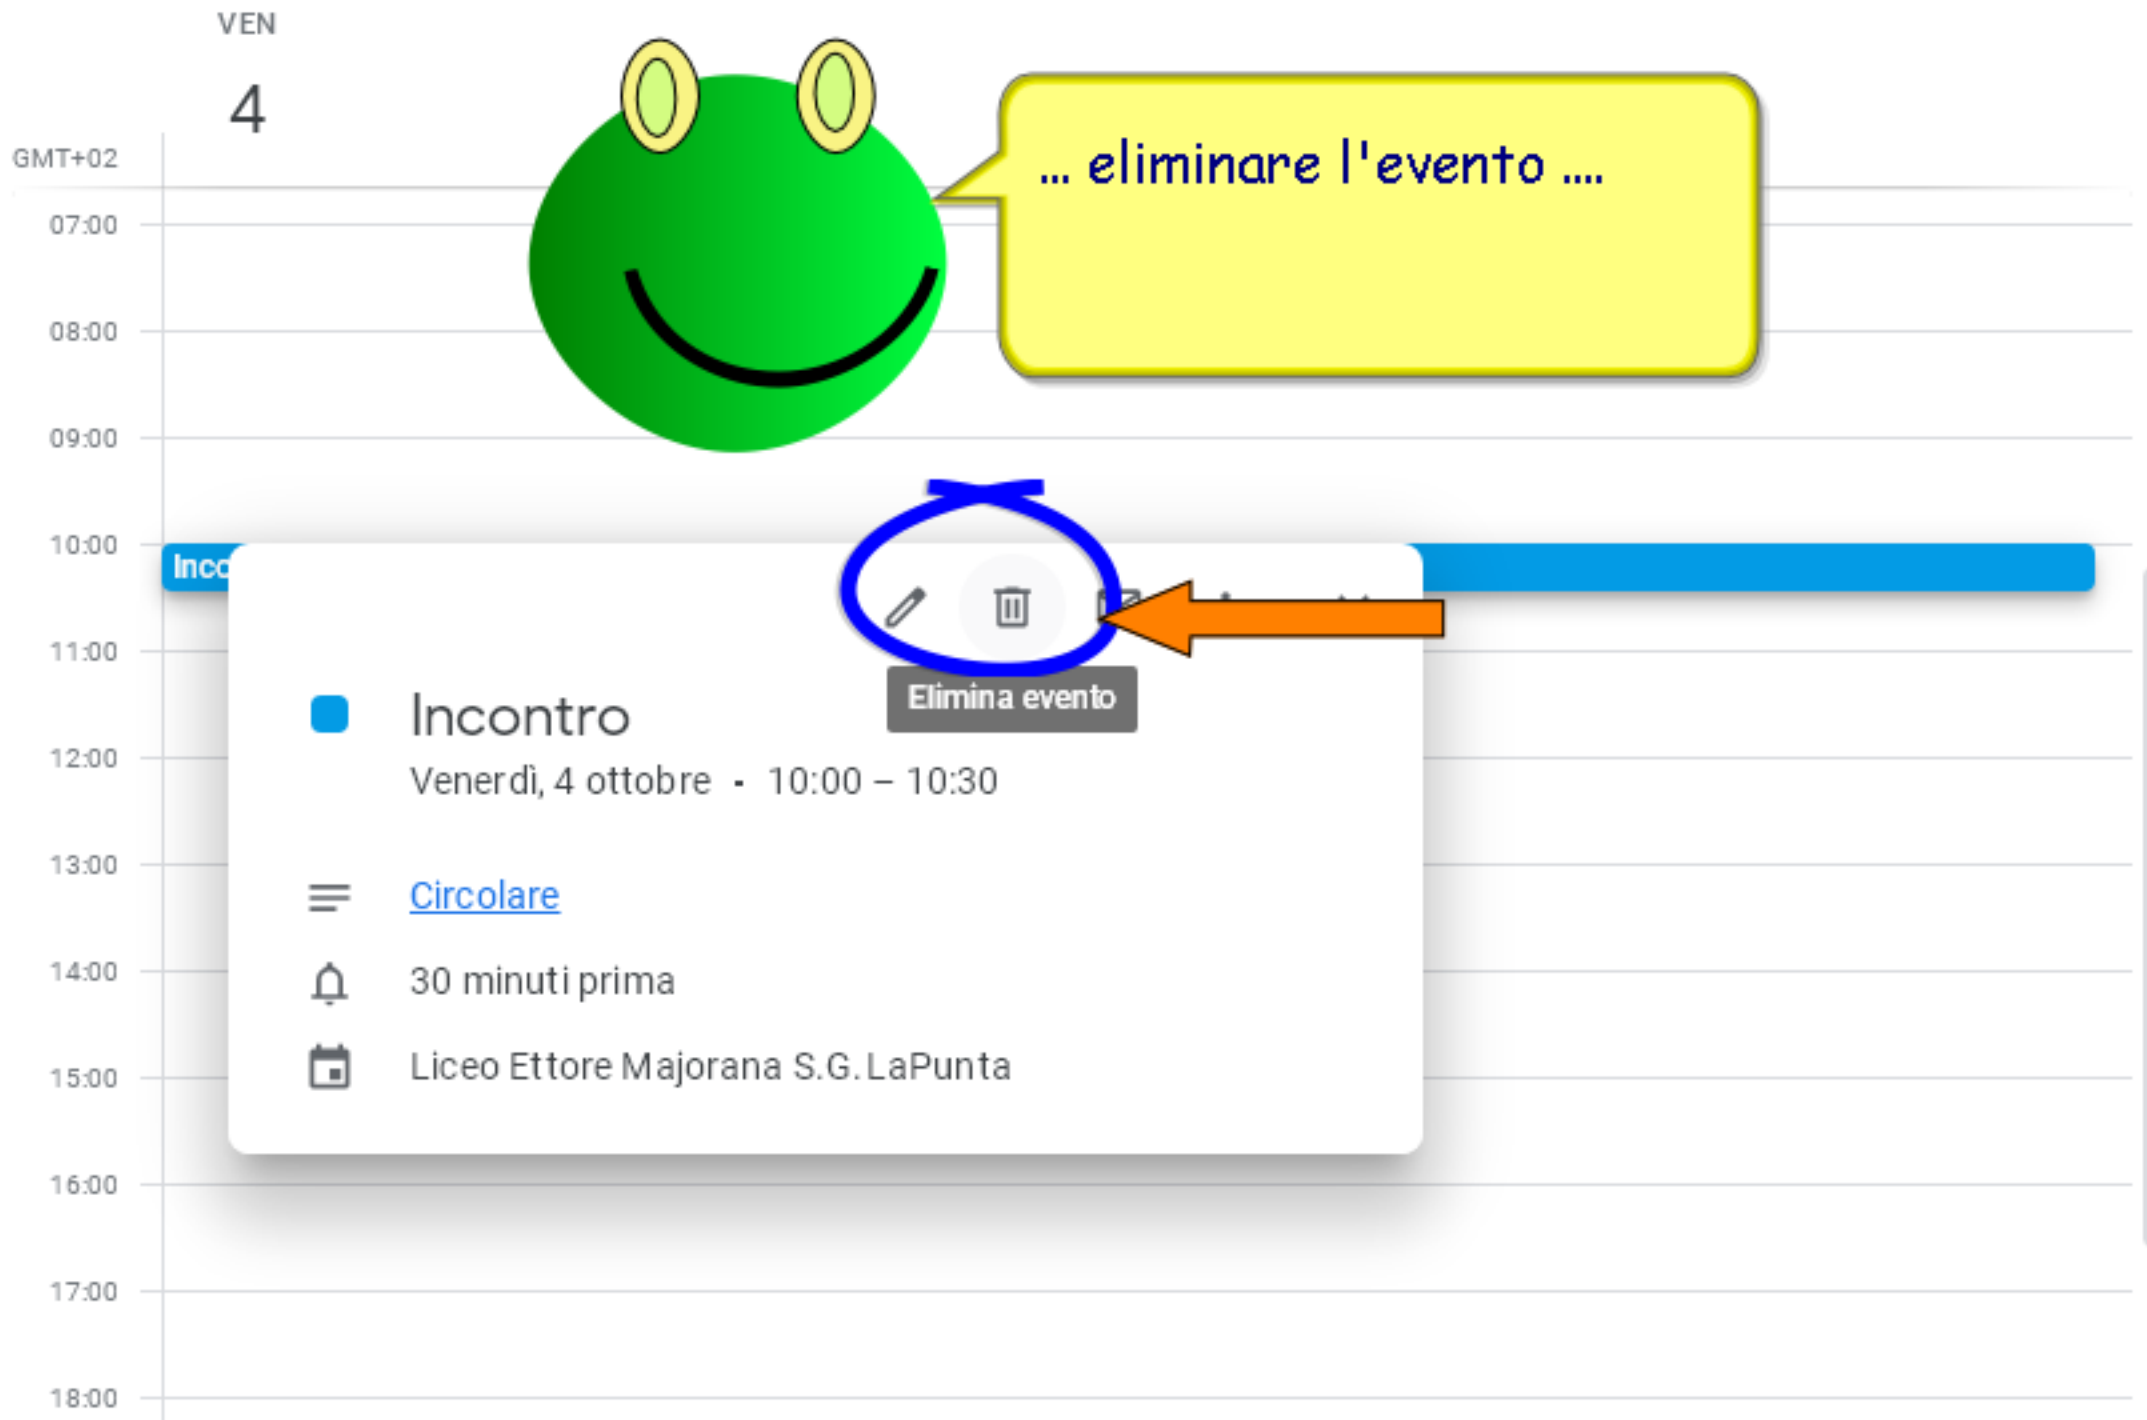 VEN
4
GMT+02
... eliminare l'evento ....
07:00
08:00
09:00
10:00
Inco
11:00
Elimina evento
Incontro
12:00
Venerdì, 4 ottobre • 10:00 – 10:30
13:00
Circolare
14:00
30 minuti prima
15:00
Liceo Ettore Majorana S.G.LaPunta
16:00
17:00
18:00